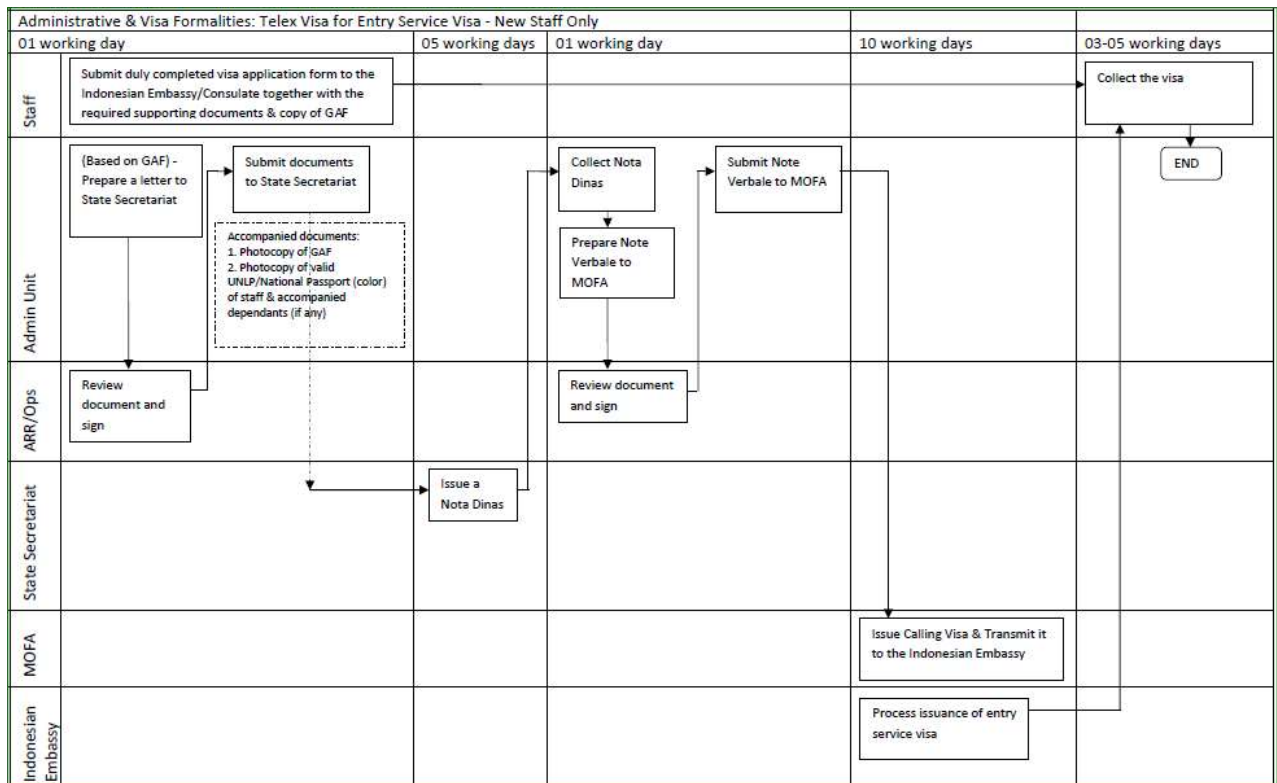 Administrative & Visa Formalities: Telex Visa for Entry Service Visa - New Staff Only
01 working day
05 working days
01 working day
10 working days
03-05 working days
Staff
Submit duly completed visa application form to the
Indonesian Embassy/Consulate together with the
required supporting documents & copy of GAF
Collect the visa
Admin Unit
(Based on GAF) -
Prepare a letter to
State Secretariat
Submit documents
to State Secretariat
Accompanied documents:
1. Photocopy of GAF
2. Photocopy of valid
UNLP/National Passport (color)
of staff & accompanied
dependants (if any)
Collect Nota
Dinas
Prepare Note
Verbale to
MOFA
Submit Note
Verbale to MOFA
END
ARR/Ops
Review
document and
sign
Review document
and sign
State Secretariat
Issue a
Nota Dinas
MOFA
Issue Calling Visa & Transmit it
to the Indonesian Embassy
Indonesian
Embassy
Process issuance of entry
service visa